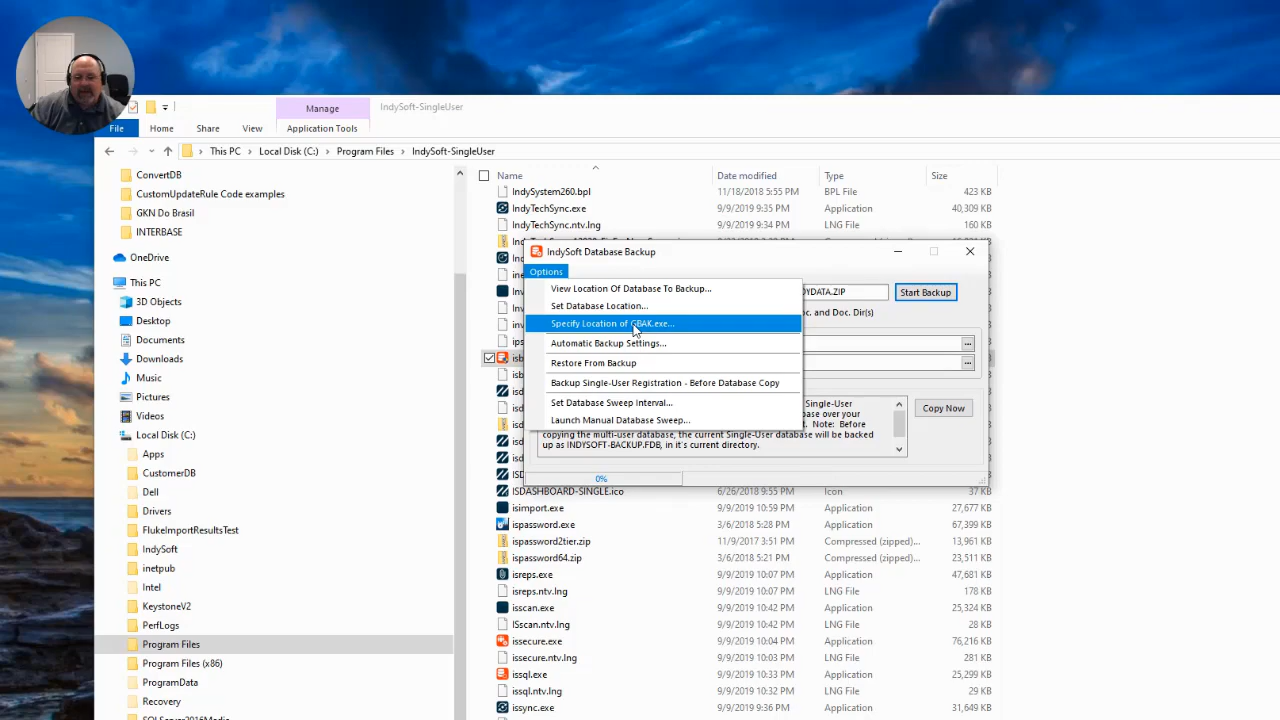 Manage
IndySoft-SingleUser
File
Home
Share
View
Application Tools
This PC
Local Disk (C:)
Program Files
IndySoft-SingleUser
ConvertDB
CustomUpdateRule Code examples
GKN Do Brasil
INTERBASE
OneDrive
This PC
3D Objects
Desktop
Documents
Downloads
Music
Pictures
Videos
Local Disk (C:)
Apps
CustomerDB
Dell
Drivers
FlukeImportResultsTest
IndySoft
inetpub
Intel
KeystoneV2
PerfLogs
Program Files
Program Files (x86)
ProgramData
Recovery
Name Date modified Type Size
IndySystem260.bpl 11/18/2018 5:55 PM BPL File 423 KB
IndyTechSync.exe 9/9/2019 9:35 PM Application 40,309 KB
IndyTechSync.ntv.lng 9/9/2019 9:34 PM LNG File 160 KB
IndySoft Database Backup
Options
View Location Of Database To Backup...
Set Database Location...
Specify Location of GBAK.exe...
Automatic Backup Settings...
Restore From Backup
Backup Single-User Registration - Before Database Copy
Set Database Sweep Interval...
Launch Manual Database Sweep...
DYDATA.ZIP
Start Backup
oc. and Doc. Dir(s)
Single-User
base over your
. Note: Before
copying the multi-user database, the current Single-User database will be backed
up as INDYSOFT-BACKUP.FDB, in it's current directory.
Copy Now
0%
ISDASHBOARD-SINGLE.ico 6/26/2018 9:55 PM Icon 37 KB
isimport.exe 9/9/2019 10:59 PM Application 27,677 KB
ispassword.exe 3/6/2018 5:28 PM Application 67,399 KB
ispassword2tier.zip 11/9/2017 3:51 PM Compressed (zipped)... 13,961 KB
ispassword64.zip 3/6/2018 5:21 PM Compressed (zipped)... 23,511 KB
isreps.exe 9/9/2019 10:07 PM Application 47,681 KB
isreps.ntv.lng 9/9/2019 10:07 PM LNG File 178 KB
isscan.exe 9/9/2019 10:42 PM Application 25,324 KB
ISscan.ntv.lng 9/9/2019 10:42 PM LNG File 28 KB
issecure.exe 9/9/2019 10:04 PM Application 76,216 KB
issecure.ntv.lng 9/9/2019 10:03 PM LNG File 281 KB
issql.exe 9/9/2019 10:33 PM Application 25,099 KB
issql.ntv.lng 9/9/2019 10:32 PM LNG File 29 KB
issync.exe 9/9/2019 9:36 PM Application 31,649 KB